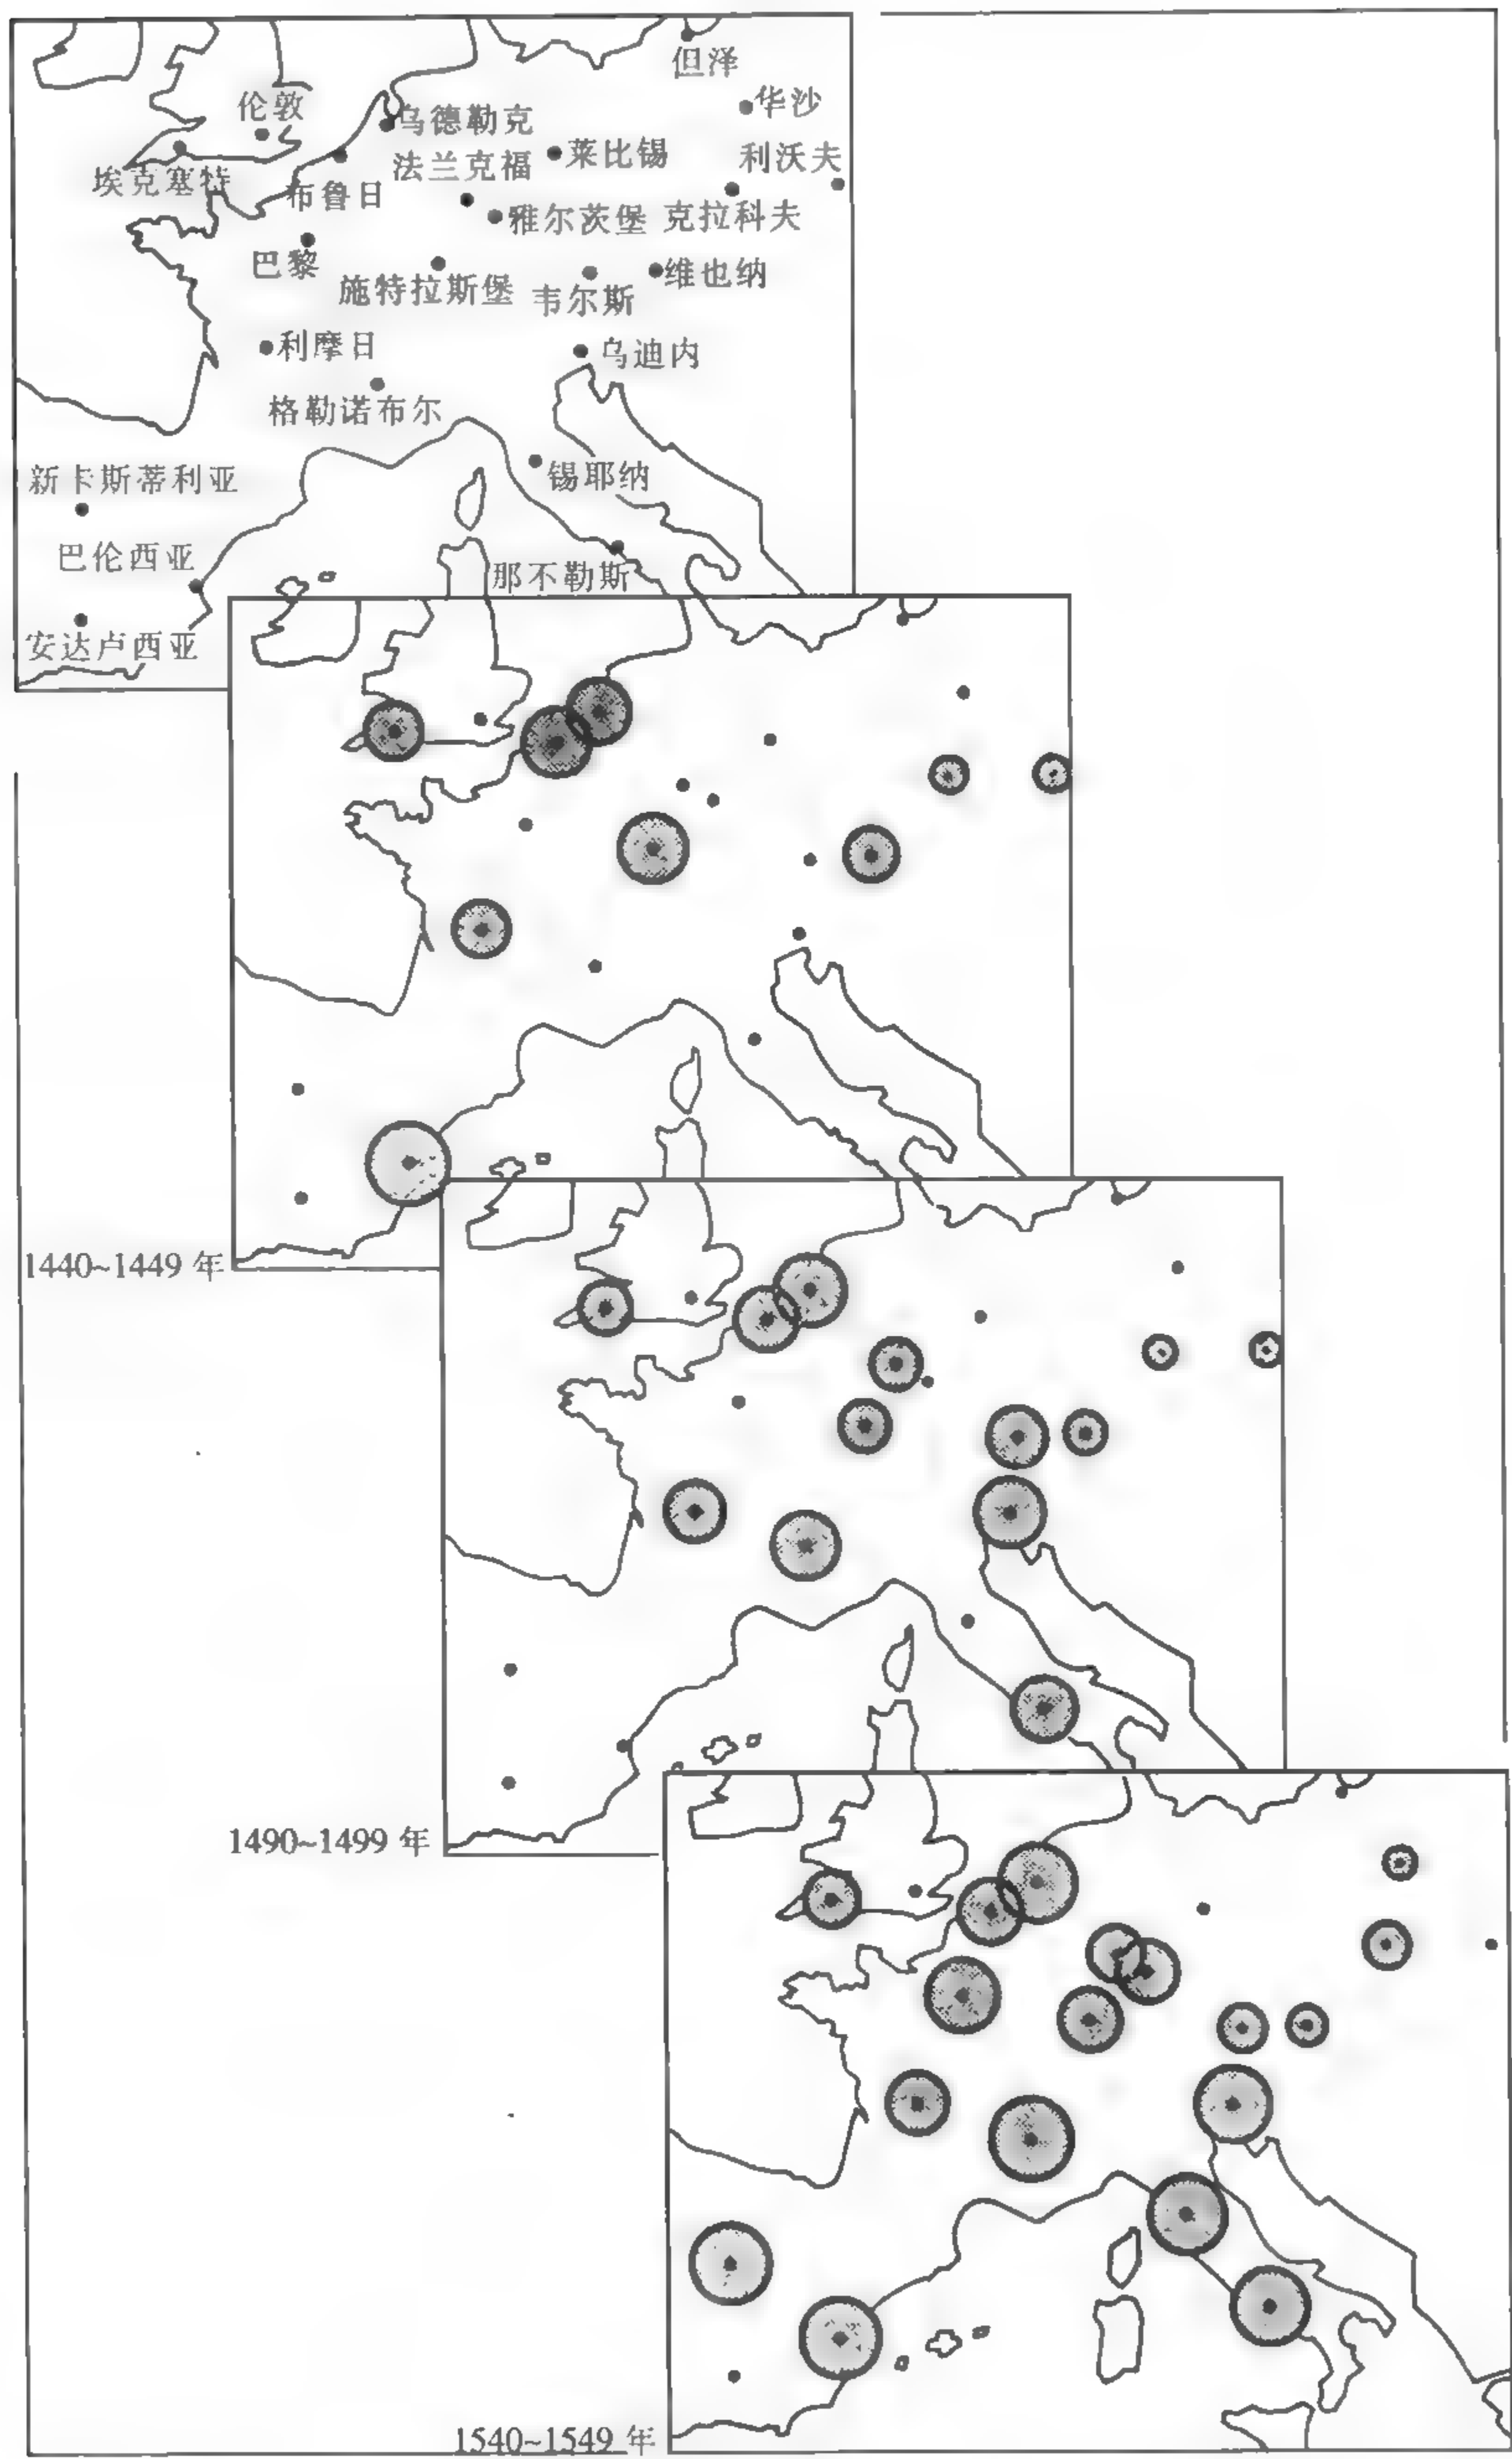 但泽
华沙
伦敦
乌德勒克
法兰克福
莱比锡
利沃夫
埃克塞特
布鲁日
雅尔茨堡
克拉科夫
巴黎
施特拉斯堡
韦尔斯
维也纳
利摩日
乌迪内
格勒诺布尔
新卡斯蒂利亚
锡耶纳
巴伦西亚
那不勒斯
安达卢西亚
1440~1449 年
1490~1499 年
1540~1549 年